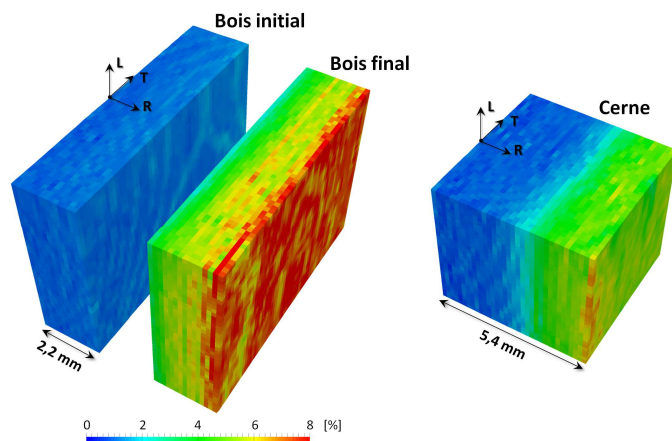 Bois initial
Bois final
Cerne
L
T
R
L
T
R
2,2 mm
5,4 mm
0 2 4 6 8 [%]